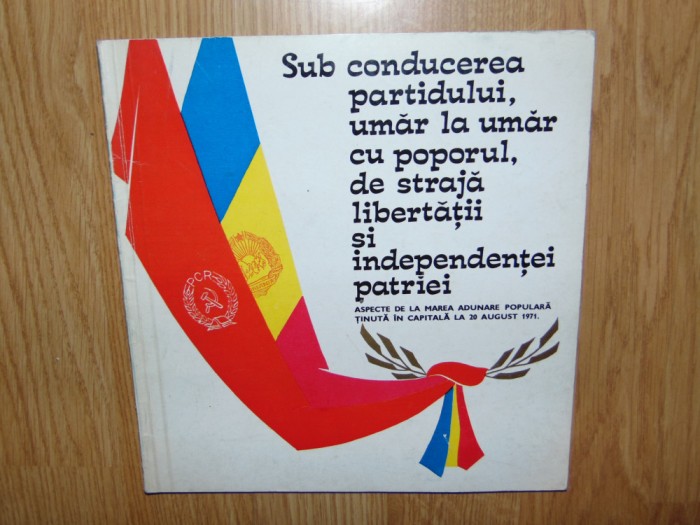 Sub conducerea
partidului,
umăr la umăr
cu poporul,
de strajă
libertății
și
independenței
patriei
ASPECTE DE LA MAREA ADUNARE POPULARĂ
ȚINUTĂ ÎN CAPITALĂ LA 20 AUGUST 1971.
PCR